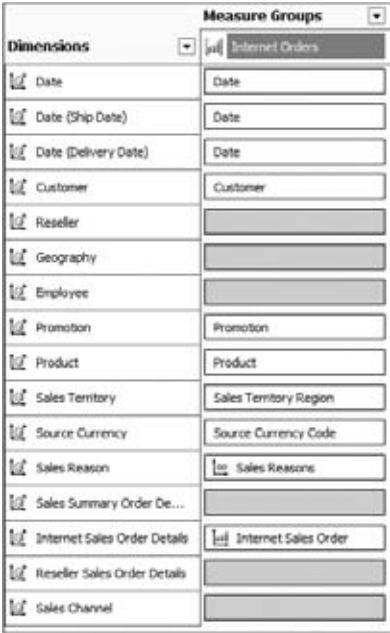 Measure Groups
Dimensions
Internet Orders
Date
Date
Date (Ship Date)
Date
Date (Delivery Date)
Date
Customer
Customer
Reseller
Geography
Employee
Promotion
Promotion
Product
Product
Sales Territory
Sales Territory Region
Source Currency
Source Currency Code
Sales Reason
Sales Reasons
Sales Summary Order De...
Internet Sales Order Details
Internet Sales Order
Reseller Sales Order Details
Sales Channel